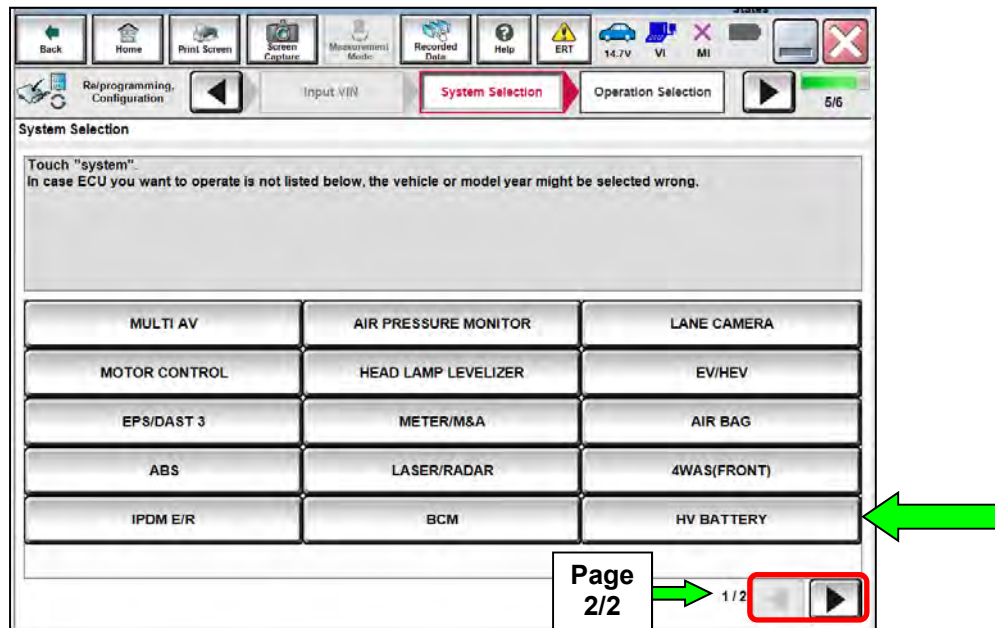 states
Back
Home
Print Screen
Screen Capture
Measurement Mode
Recorded Data
Help
ERT
14.7V
VI
MI
Re/programming, Configuration
Input VIN
System Selection
Operation Selection
5/6
System Selection
Touch "system".
In case ECU you want to operate is not listed below, the vehicle or model year might be selected wrong.
MULTI AV
AIR PRESSURE MONITOR
LANE CAMERA
MOTOR CONTROL
HEAD LAMP LEVELIZER
EV/HEV
EPS/DAST 3
METER/M&A
AIR BAG
ABS
LASER/RADAR
4WAS(FRONT)
IPDM E/R
BCM
HV BATTERY
Page
2/2
1/2